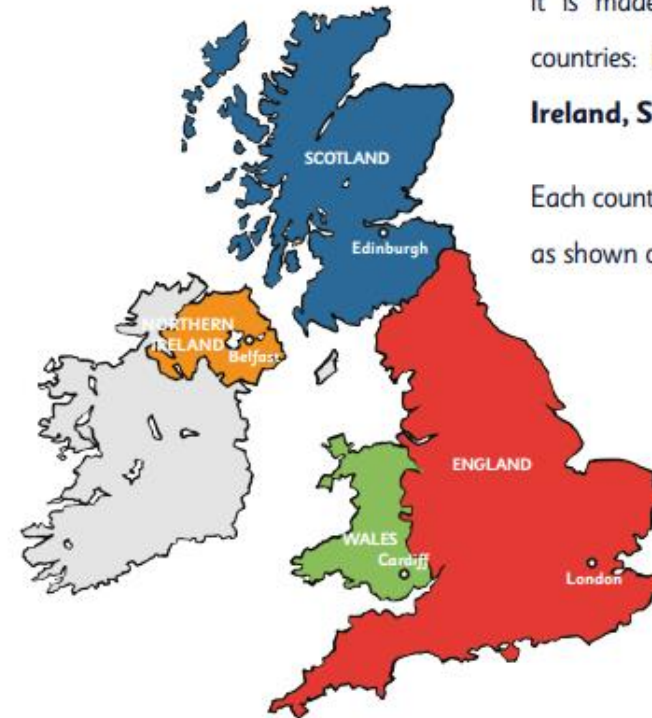 it is made
countries:
Ireland, S
Each count
as shown
SCOTLAND
Edinburgh
NORTHERN
IRELAND
Belfast
ENGLAND
WALES
Cardiff
London